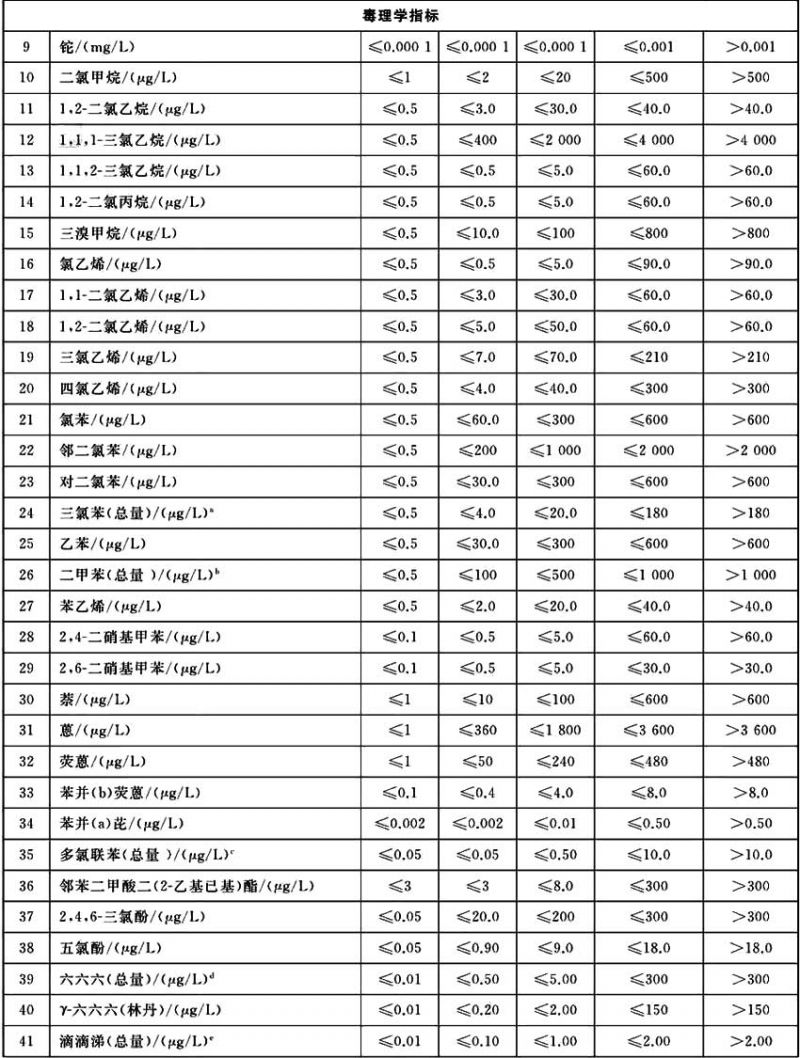 毒理学指标
9 铊/(mg/L) ≤0.000 1 ≤0.000 1 ≤0.000 1 ≤0.001 >0.001
10 二氯甲烷/(μg/L) ≤1 ≤2 ≤20 ≤500 >500
11 1,2-二氯乙烷/(μg/L) ≤0.5 ≤3.0 ≤30.0 ≤40.0 >40.0
12 1,1,1-三氯乙烷/(μg/L) ≤0.5 ≤400 ≤2 000 ≤4 000 >4 000
13 1,1,2-三氯乙烷/(μg/L) ≤0.5 ≤0.5 ≤5.0 ≤60.0 >60.0
14 1,2-二氯丙烷/(μg/L) ≤0.5 ≤0.5 ≤5.0 ≤60.0 >60.0
15 三溴甲烷/(μg/L) ≤0.5 ≤10.0 ≤100 ≤800 >800
16 氯乙烯/(μg/L) ≤0.5 ≤0.5 ≤5.0 ≤90.0 >90.0
17 1,1-二氯乙烯/(μg/L) ≤0.5 ≤3.0 ≤30.0 ≤60.0 >60.0
18 1,2-二氯乙烯/(μg/L) ≤0.5 ≤5.0 ≤50.0 ≤60.0 >60.0
19 三氯乙烯/(μg/L) ≤0.5 ≤7.0 ≤70.0 ≤210 >210
20 四氯乙烯/(μg/L) ≤0.5 ≤4.0 ≤40.0 ≤300 >300
21 氯苯/(μg/L) ≤0.5 ≤60.0 ≤300 ≤600 >600
22 邻二氯苯/(μg/L) ≤0.5 ≤200 ≤1 000 ≤2 000 >2 000
23 对二氯苯/(μg/L) ≤0.5 ≤30.0 ≤300 ≤600 >600
24 三氯苯(总量)/(μg/L)ᵃ ≤0.5 ≤4.0 ≤20.0 ≤180 >180
25 乙苯/(μg/L) ≤0.5 ≤30.0 ≤300 ≤600 >600
26 二甲苯(总量)/(μg/L)ᵇ ≤0.5 ≤100 ≤500 ≤1 000 >1 000
27 苯乙烯/(μg/L) ≤0.5 ≤2.0 ≤20.0 ≤40.0 >40.0
28 2,4-二硝基甲苯/(μg/L) ≤0.1 ≤0.5 ≤5.0 ≤60.0 >60.0
29 2,6-二硝基甲苯/(μg/L) ≤0.1 ≤0.5 ≤5.0 ≤30.0 >30.0
30 萘/(μg/L) ≤1 ≤10 ≤100 ≤600 >600
31 蒽/(μg/L) ≤1 ≤360 ≤1 800 ≤3 600 >3 600
32 荧蒽/(μg/L) ≤1 ≤50 ≤240 ≤480 >480
33 苯并(b)荧蒽/(μg/L) ≤0.1 ≤0.4 ≤4.0 ≤8.0 >8.0
34 苯并(a)芘/(μg/L) ≤0.002 ≤0.002 ≤0.01 ≤0.50 >0.50
35 多氯联苯(总量)/(μg/L)ᶜ ≤0.05 ≤0.05 ≤0.50 ≤10.0 >10.0
36 邻苯二甲酸二(2-乙基已基)酯/(μg/L) ≤3 ≤3 ≤8.0 ≤300 >300
37 2,4,6-三氯酚/(μg/L) ≤0.05 ≤20.0 ≤200 ≤300 >300
38 五氯酚/(μg/L) ≤0.05 ≤0.90 ≤9.0 ≤18.0 >18.0
39 六六六(总量)/(μg/L)ᵈ ≤0.01 ≤0.50 ≤5.00 ≤300 >300
40 γ-六六六(林丹)/(μg/L) ≤0.01 ≤0.20 ≤2.00 ≤150 >150
41 滴滴涕(总量)/(μg/L)ᵉ ≤0.01 ≤0.10 ≤1.00 ≤2.00 >2.00